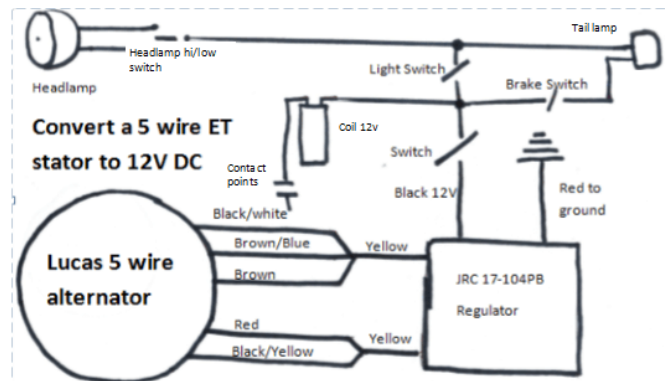 Tail lamp
Headlamp hi/low
switch
Light Switch
Brake Switch
Headlamp
Convert a 5 wire ET
stator to 12V DC
Coil 12v
Switch
Contact
points
Black 12V
Red to
ground
Black/white
Brown/Blue
Yellow
Brown
Lucas 5 wire
alternator
JRC 17-104PB
Regulator
Red
Yellow
Black/Yellow